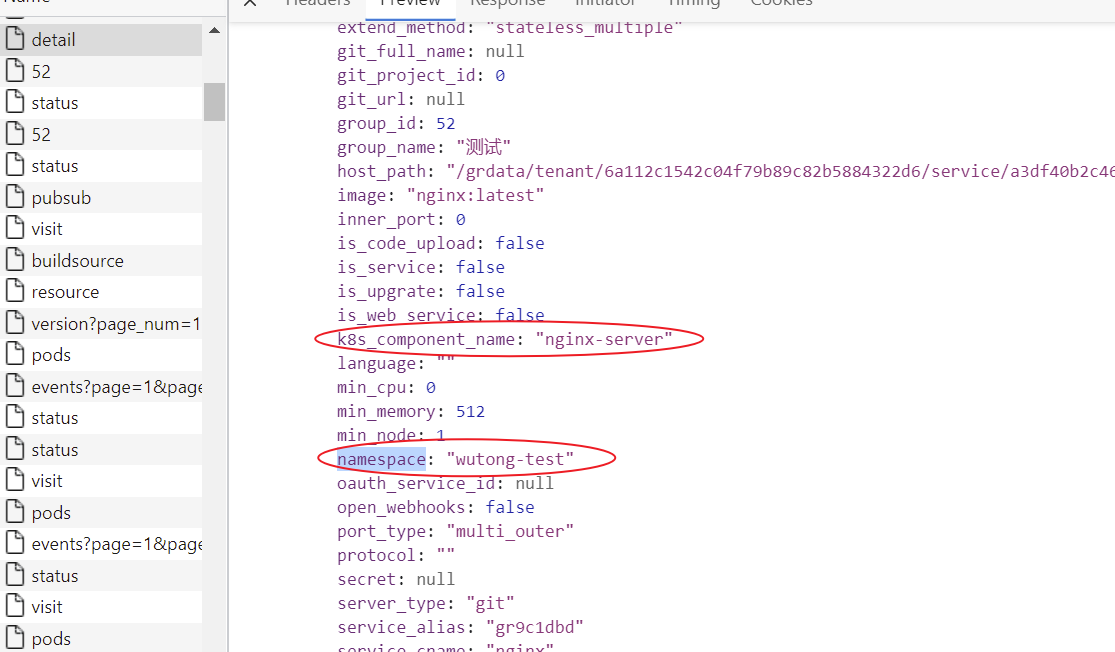 Name
Headers Preview Response Initiator Timing Cookies
detail
52
status
52
status
pubsub
visit
buildsource
resource
version?page_num=1
pods
events?page=1&page
status
status
visit
pods
events?page=1&page
status
visit
pods
extend_method: "stateless_multiple"
git_full_name: null
git_project_id: 0
git_url: null
group_id: 52
group_name: "测试"
host_path: "/grdata/tenant/6a112c1542c04f79b89c82b5884322d6/service/a3df40b2c46
image: "nginx:latest"
inner_port: 0
is_code_upload: false
is_service: false
is_upgrate: false
is_web_service: false
k8s_component_name: "nginx-server"
language: ""
min_cpu: 0
min_memory: 512
min_node: 1
namespace: "wutong-test"
oauth_service_id: null
open_webhooks: false
port_type: "multi_outer"
protocol: ""
secret: null
server_type: "git"
service_alias: "gr9c1dbd"
service_cname: "nginx"